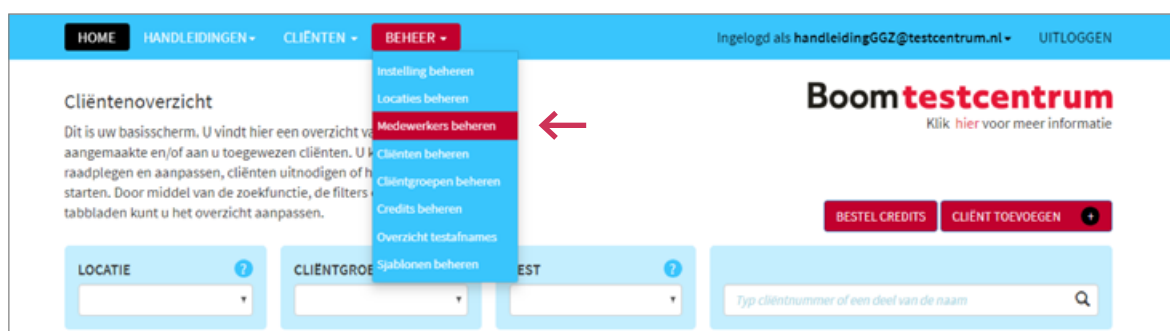 HOME HANDLEIDINGEN CLIËNTEN BEHEER Ingelogd als handleidingGGZ@testcentrum.nl UITLOGGEN
Instelling beheren
Locaties beheren
Medewerkers beheren
Cliënten beheren
Cliëntgroepen beheren
Credits beheren
Overzicht testafnames
Sjablonen beheren
Boom testcentrum
Klik hier voor meer informatie
Cliëntenoverzicht
Dit is uw basisscherm. U vindt hier een overzicht
aangemaakte en/of aan u toegewezen cliënten. U
raadplegen en aanpassen, cliënten uitnodigen of
starten. Door middel van de zoekfunctie, de filters
tabbladen kunt u het overzicht aanpassen.
BESTEL CREDITS CLIËNT TOEVOEGEN +
LOCATIE ? CLIËNTGROE EST ?
Typ cliëntnummer of een deel van de naam